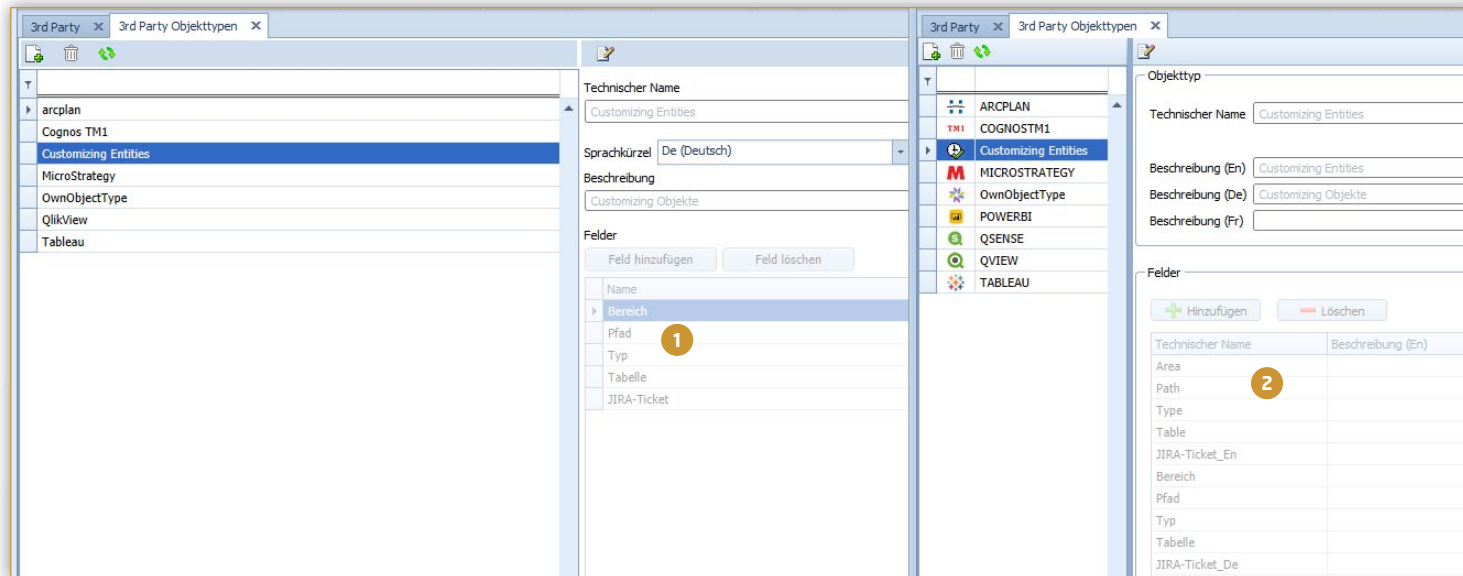 3rd Party 3rd Party Objekttypen
Technischer Name
Customizing Entities
Sprachkürzel De (Deutsch)
Beschreibung
Customizing Objekte
Felder
Feld hinzufügen Feld löschen
Name
Bereich
Pfad
Typ
Tabelle
JIRA-Ticket
1
arcplan
Cognos TM1
Customizing Entities
MicroStrategy
OwnObjectType
QlikView
Tableau
3rd Party 3rd Party Objekttypen
TM1
ARCPLAN
COGNOSTM1
Customizing Entities
MICROSTRATEGY
OwnObjectType
POWERBI
QSENSE
QVIEW
TABLEAU
Objekttyp
Technischer Name Customizing Entities
Beschreibung (En) Customizing Entities
Beschreibung (De) Customizing Objekte
Beschreibung (Fr)
Felder
Hinzufügen Löschen
Technischer Name Beschreibung (En)
Area
Path
Type
Table
JIRA-Ticket_En
Bereich
Pfad
Typ
Tabelle
JIRA-Ticket_De
2